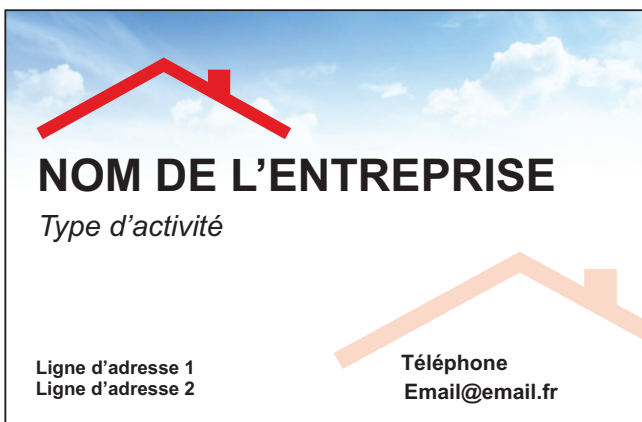 NOM DE L’ENTREPRISE
Type d’activité
Ligne d’adresse 1
Ligne d’adresse 2
Téléphone
Email@email.fr